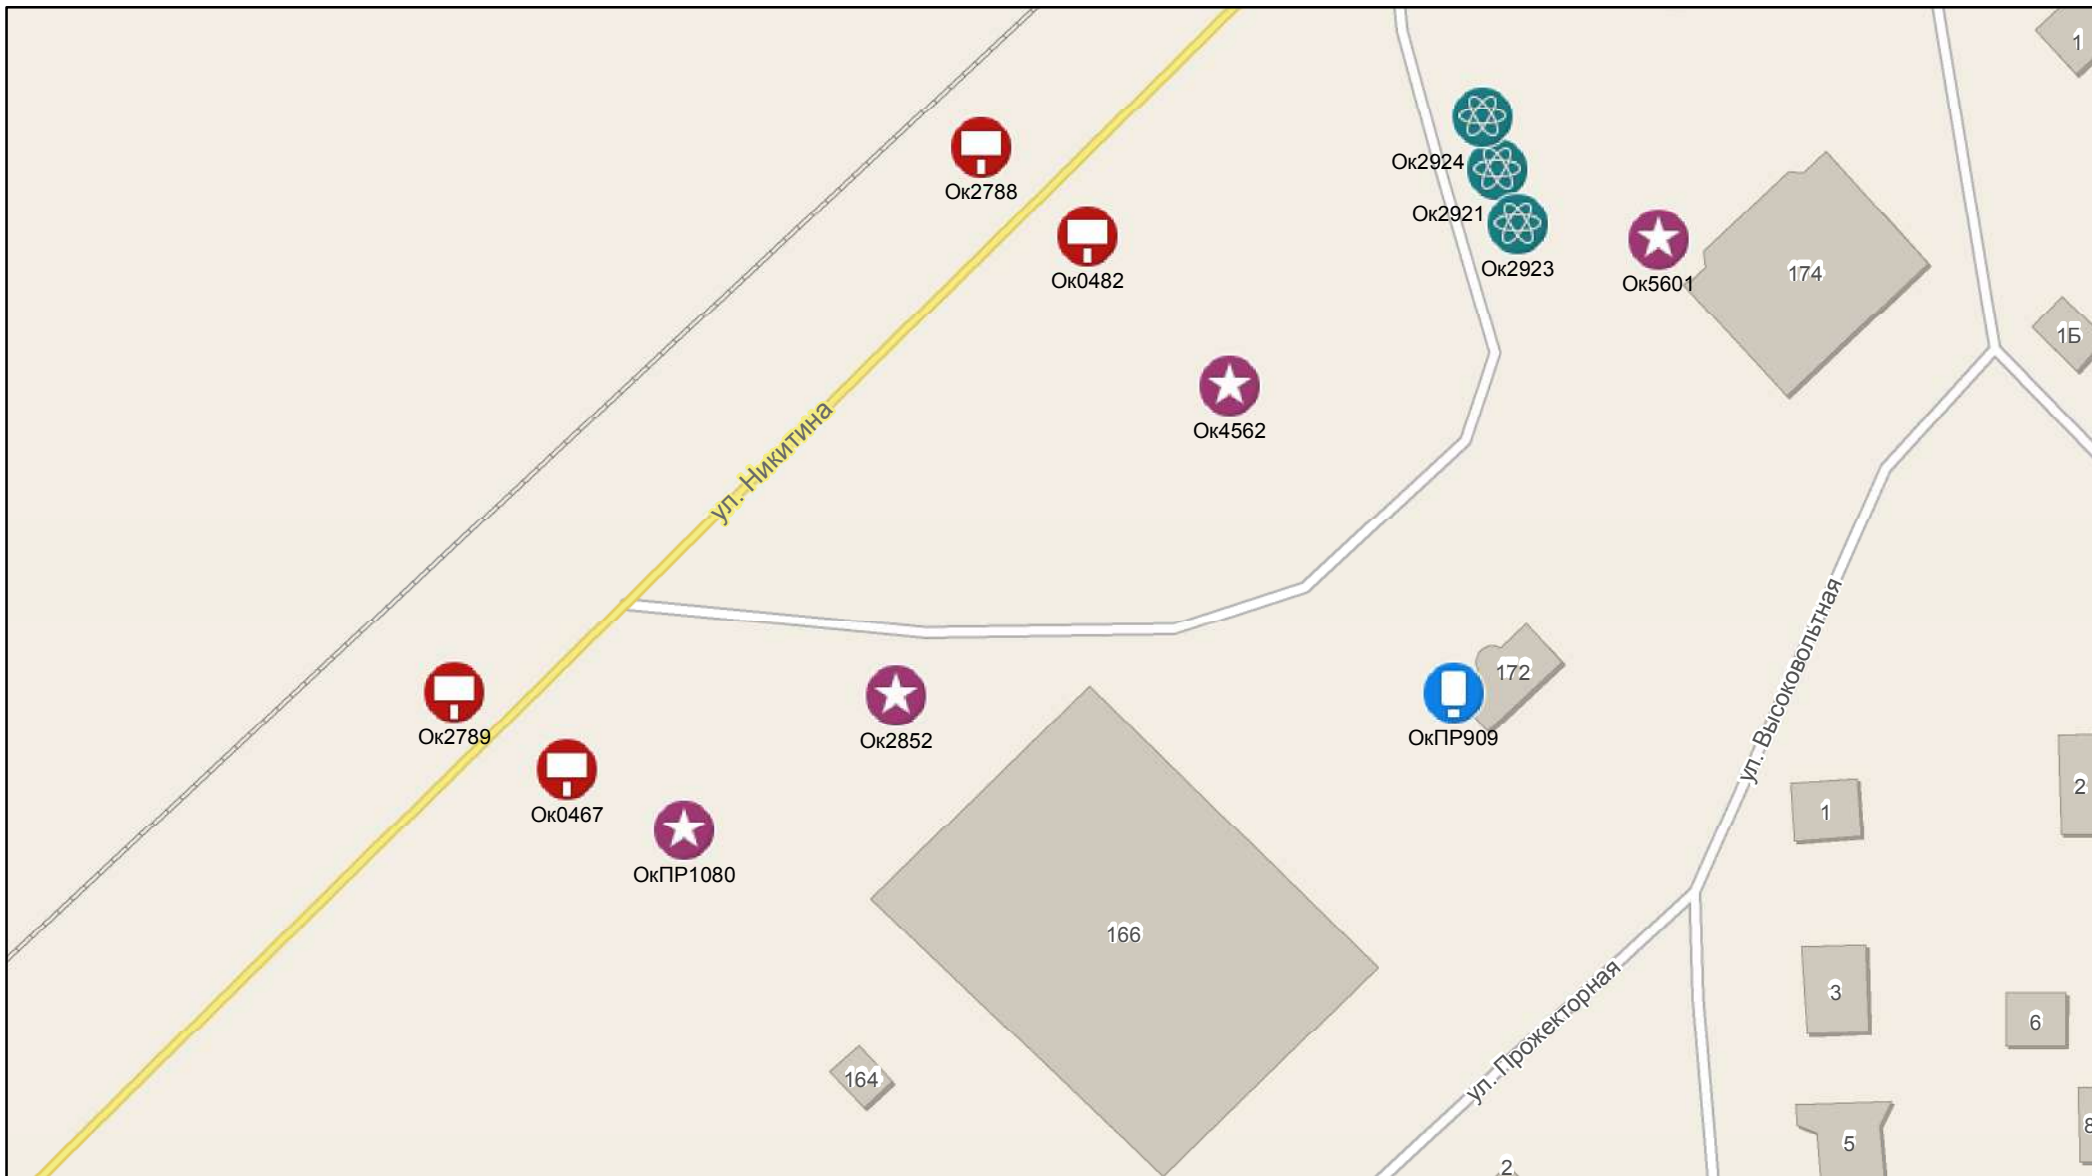 1
Ок2924
Ок2788
Ок2921
Ок0482
Ок2923
Ок5601
174
1Б
Ок4562
ул. Никитина
172
ул. Высоковольтная
Ок2789
Ок2852
ОкПР909
2
Ок0467
1
ОкПР1080
166
3
6
ул. Прожекторная
164
5
8
2